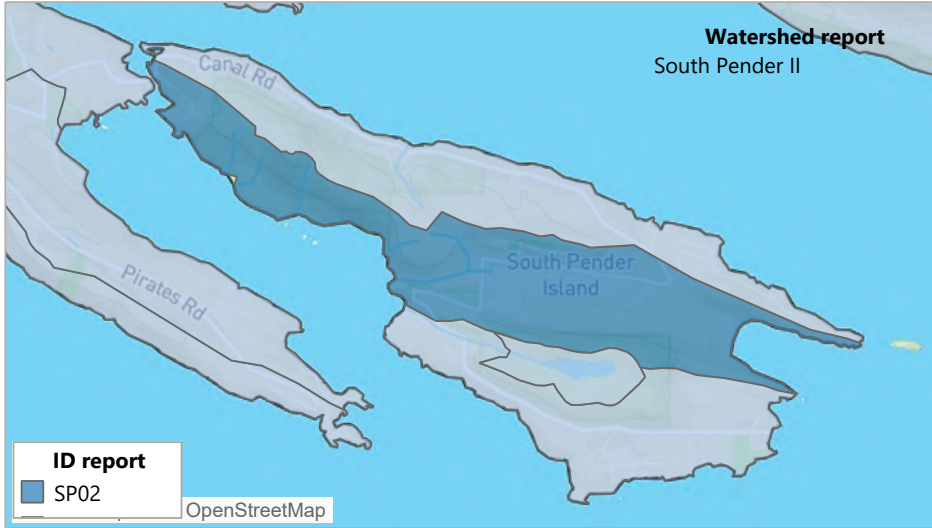 Watershed report
South Pender II
Canal Rd
South Pender
Island
Pirates Rd
ID report
SP02
OpenStreetMap